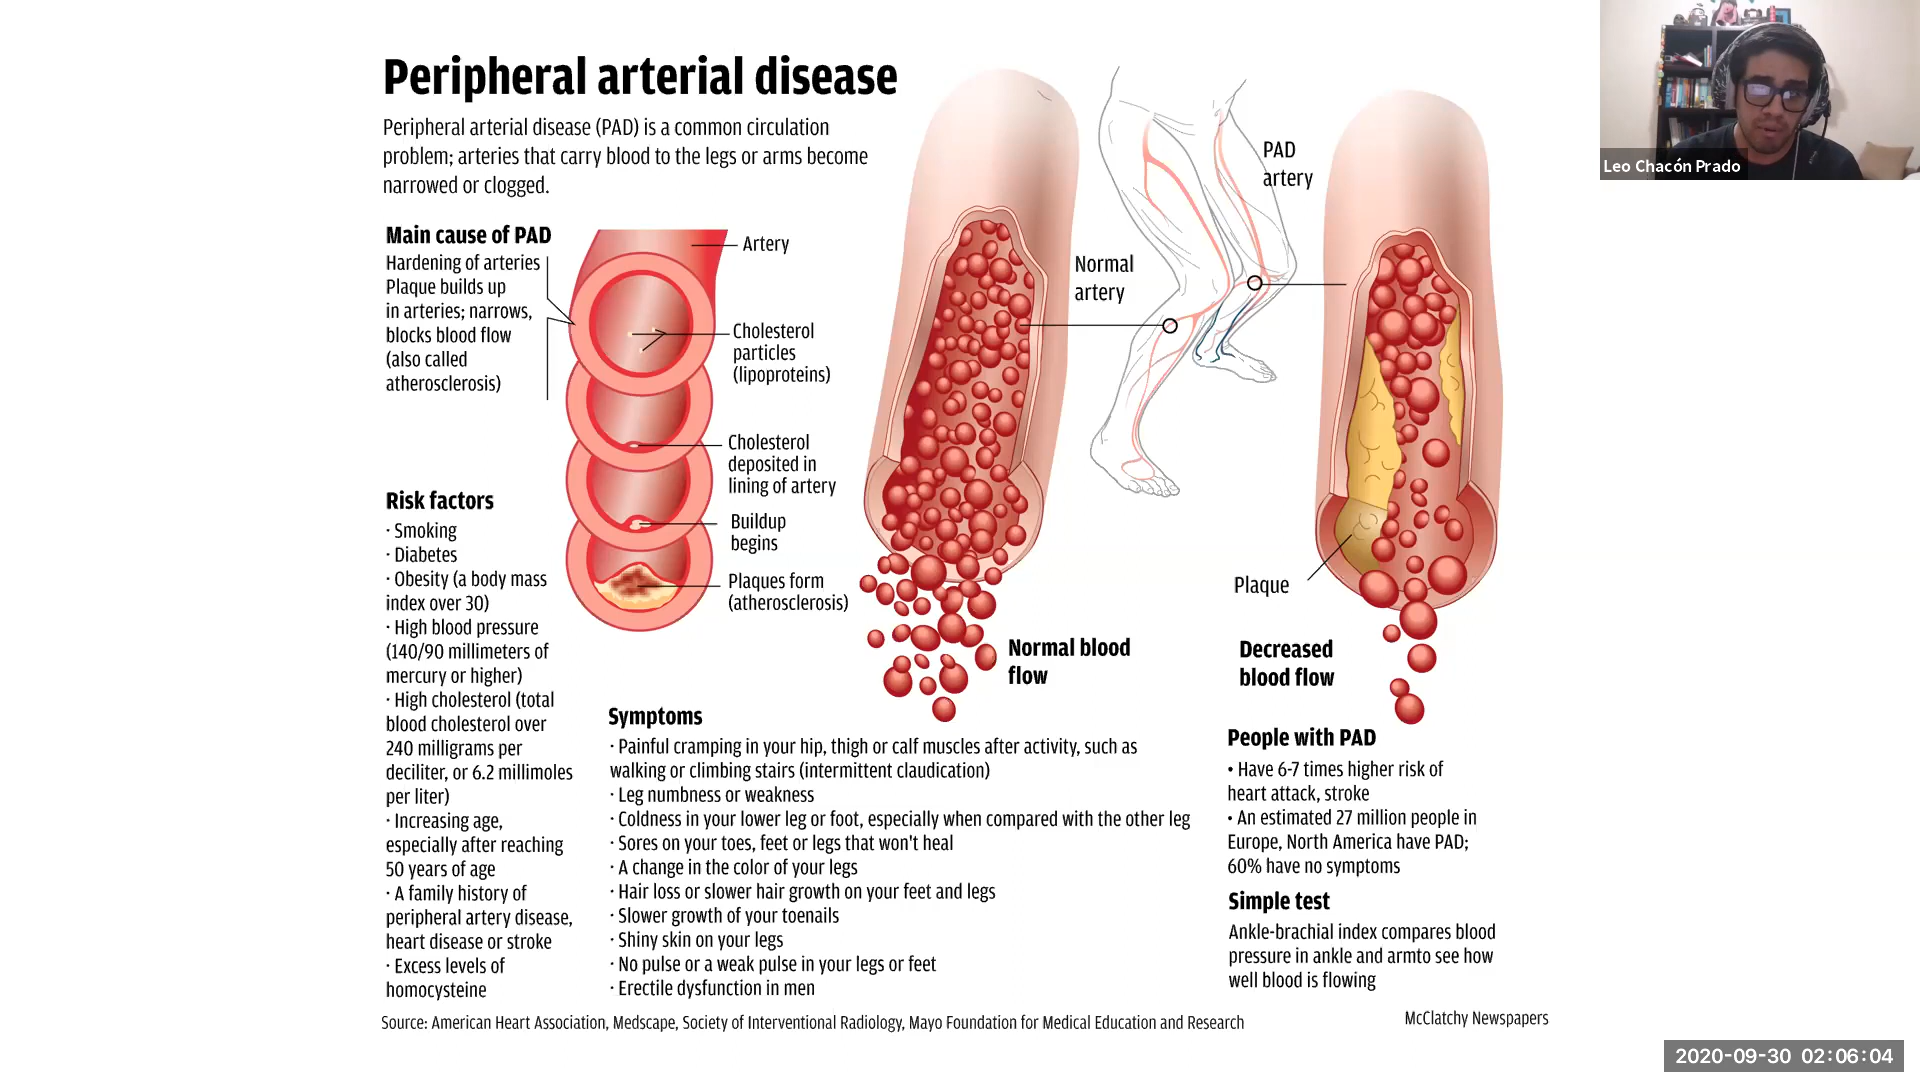 Peripheral arterial disease
Peripheral arterial disease (PAD) is a common circulation
problem; arteries that carry blood to the legs or arms become
narrowed or clogged.
Main cause of PAD
Hardening of arteries
Plaque builds up
in arteries; narrows,
blocks blood flow
(also called
atherosclerosis)
Artery
Cholesterol
particles
(lipoproteins)
Cholesterol
deposited in
lining of artery
Buildup
begins
Plaques form
(atherosclerosis)
Normal
artery
PAD
artery
Plaque
Normal blood
flow
Decreased
blood flow
Risk factors
· Smoking
· Diabetes
· Obesity (a body mass
index over 30)
· High blood pressure
(140/90 millimeters of
mercury or higher)
· High cholesterol (total
blood cholesterol over
240 milligrams per
deciliter, or 6.2 millimoles
per liter)
· Increasing age,
especially after reaching
50 years of age
· A family history of
peripheral artery disease,
heart disease or stroke
· Excess levels of
homocysteine
Symptoms
· Painful cramping in your hip, thigh or calf muscles after activity, such as
walking or climbing stairs (intermittent claudication)
· Leg numbness or weakness
· Coldness in your lower leg or foot, especially when compared with the other leg
· Sores on your toes, feet or legs that won't heal
· A change in the color of your legs
· Hair loss or slower hair growth on your feet and legs
· Slower growth of your toenails
· Shiny skin on your legs
· No pulse or a weak pulse in your legs or feet
· Erectile dysfunction in men
People with PAD
• Have 6-7 times higher risk of
heart attack, stroke
• An estimated 27 million people in
Europe, North America have PAD;
60% have no symptoms
Simple test
Ankle-brachial index compares blood
pressure in ankle and armto see how
well blood is flowing
Source: American Heart Association, Medscape, Society of Interventional Radiology, Mayo Foundation for Medical Education and Research
McClatchy Newspapers
Leo Chacón Prado
2020-09-30 02:06:04